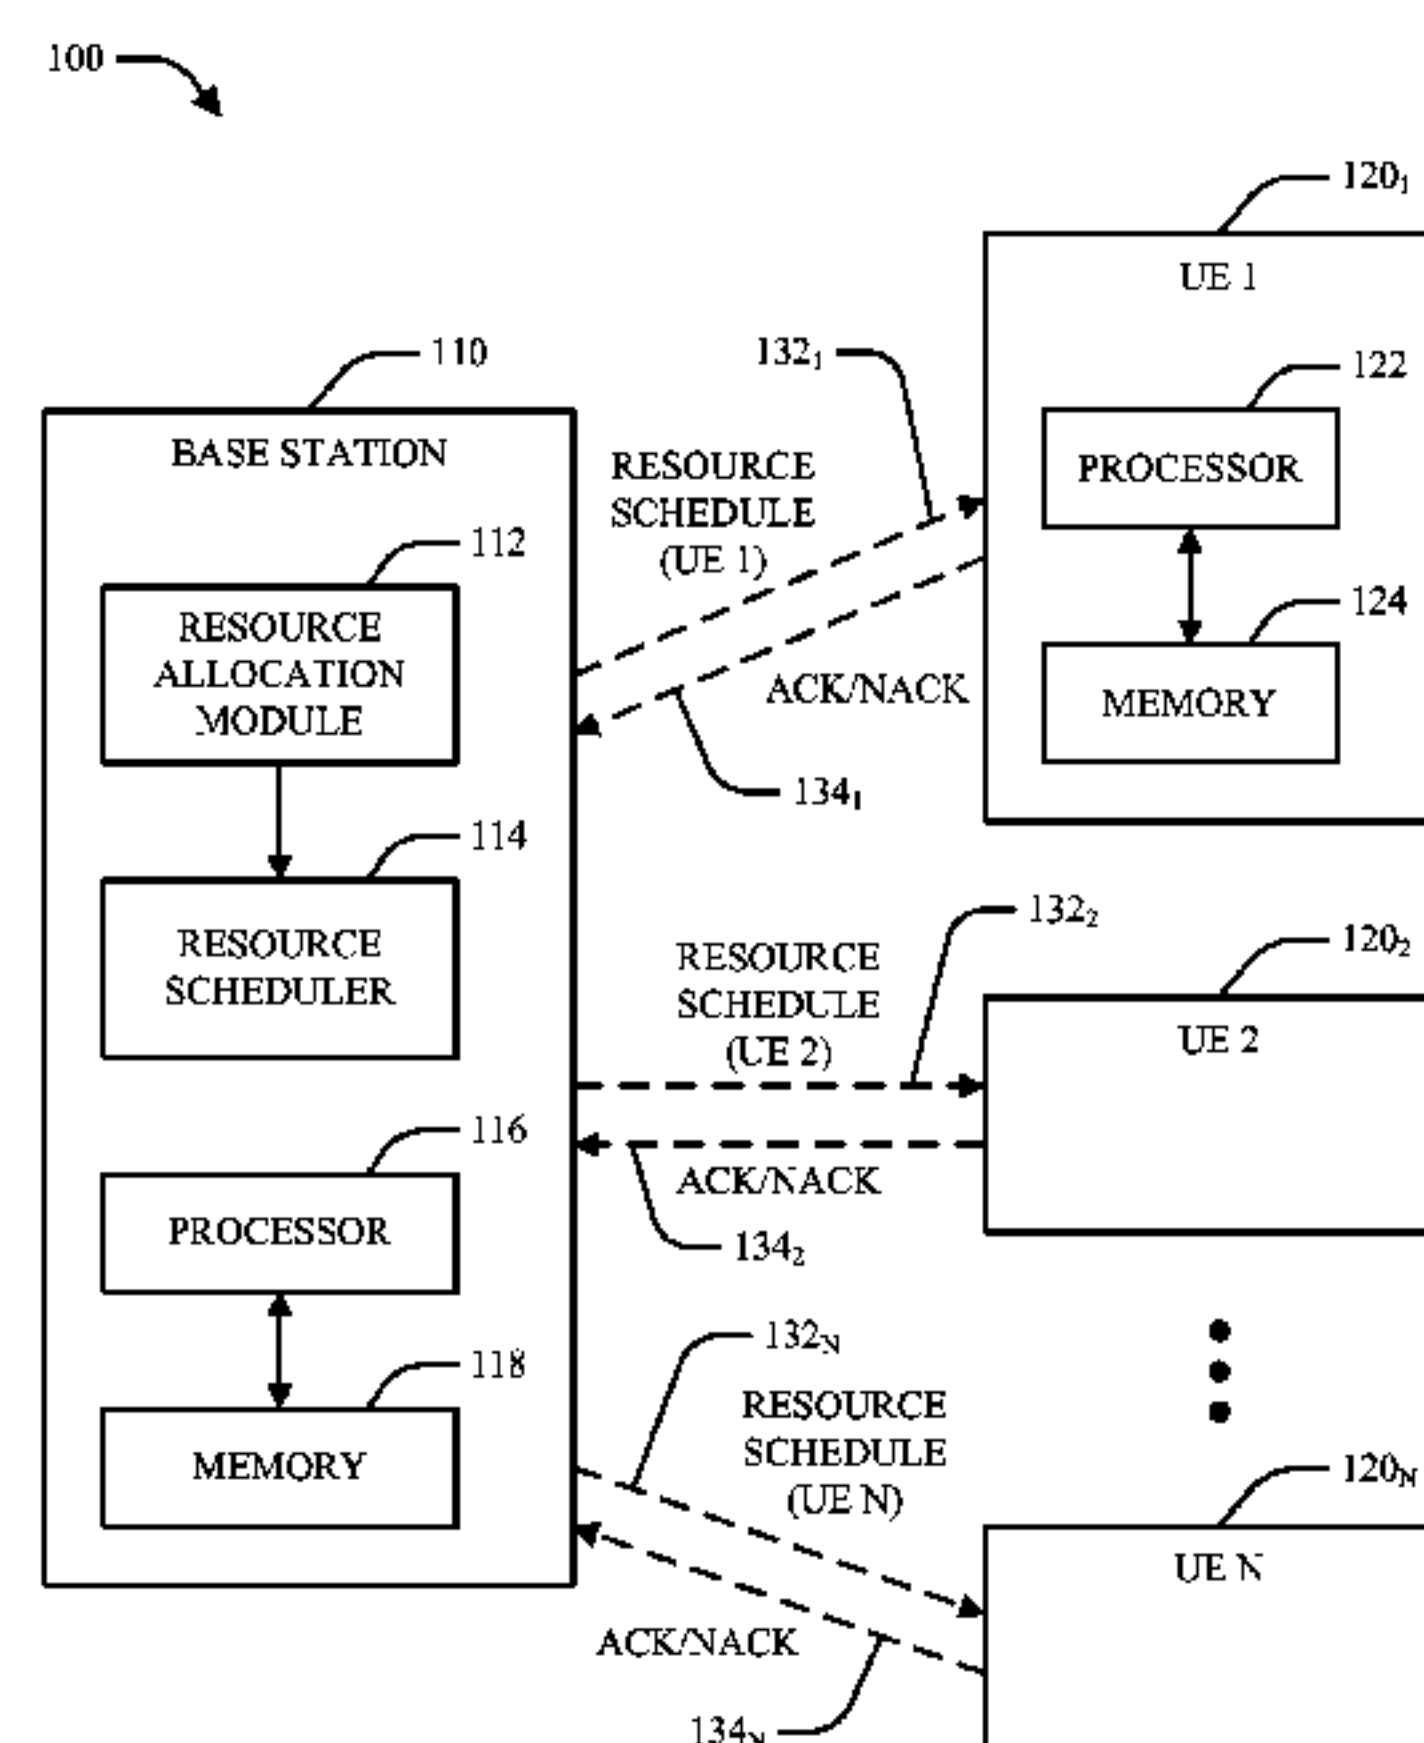 100
120₁
UE 1
110
132₁
122
BASE STATION
RESOURCE
SCHEDULE
(UE 1)
PROCESSOR
112
RESOURCE
ALLOCATION
MODULE
124
ACK/NACK
MEMORY
134₁
114
RESOURCE
SCHEDULER
132₂
120₂
RESOURCE
SCHEDULE
(UE 2)
UE 2
116
ACK/NACK
PROCESSOR
134₂
132N
118
RESOURCE
SCHEDULE
(UE N)
MEMORY
120N
UE N
ACK/NACK
134N